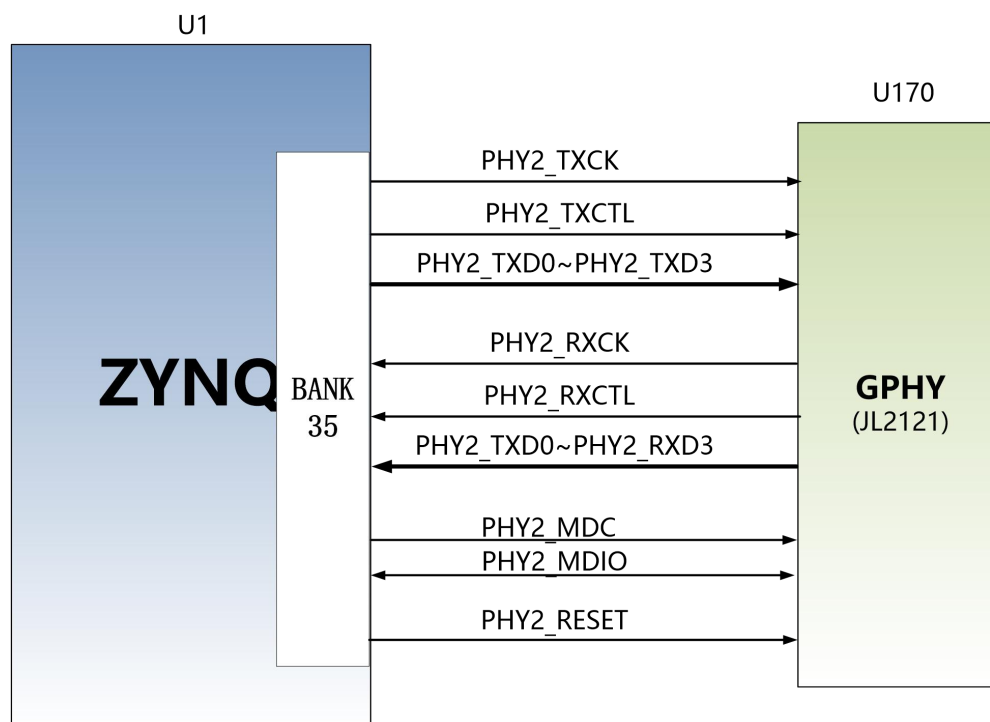 U1
U170
PHY2_TXCK
PHY2_TXCTL
PHY2_TXD0~PHY2_TXD3
PHY2_RXCK
PHY2_RXCTL
PHY2_TXD0~PHY2_RXD3
PHY2_MDC
PHY2_MDIO
PHY2_RESET
ZYNQ
BANK
35
GPHY
(JL2121)